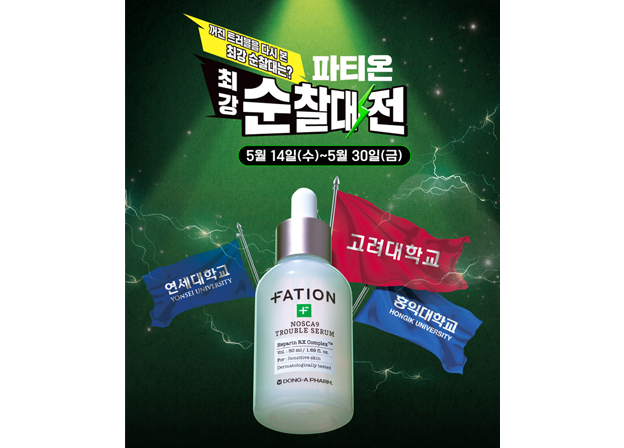 꺼진 트러블을 다시 본
최강 순찰대는?
파티온
최강
순찰대전
5월 14일(수)~5월 30일(금)
고려대학교
연세대학교
YONSEI UNIVERSITY
홍익대학교
HONGIK UNIVERSITY
FATION
NOSCA9
TROUBLE SERUM
Heparin RX Complex™
Vol : 50 ml / 1.69 fl. oz.
For : Sensitive skin
Dermatologically tested
DONG-A PHARM.